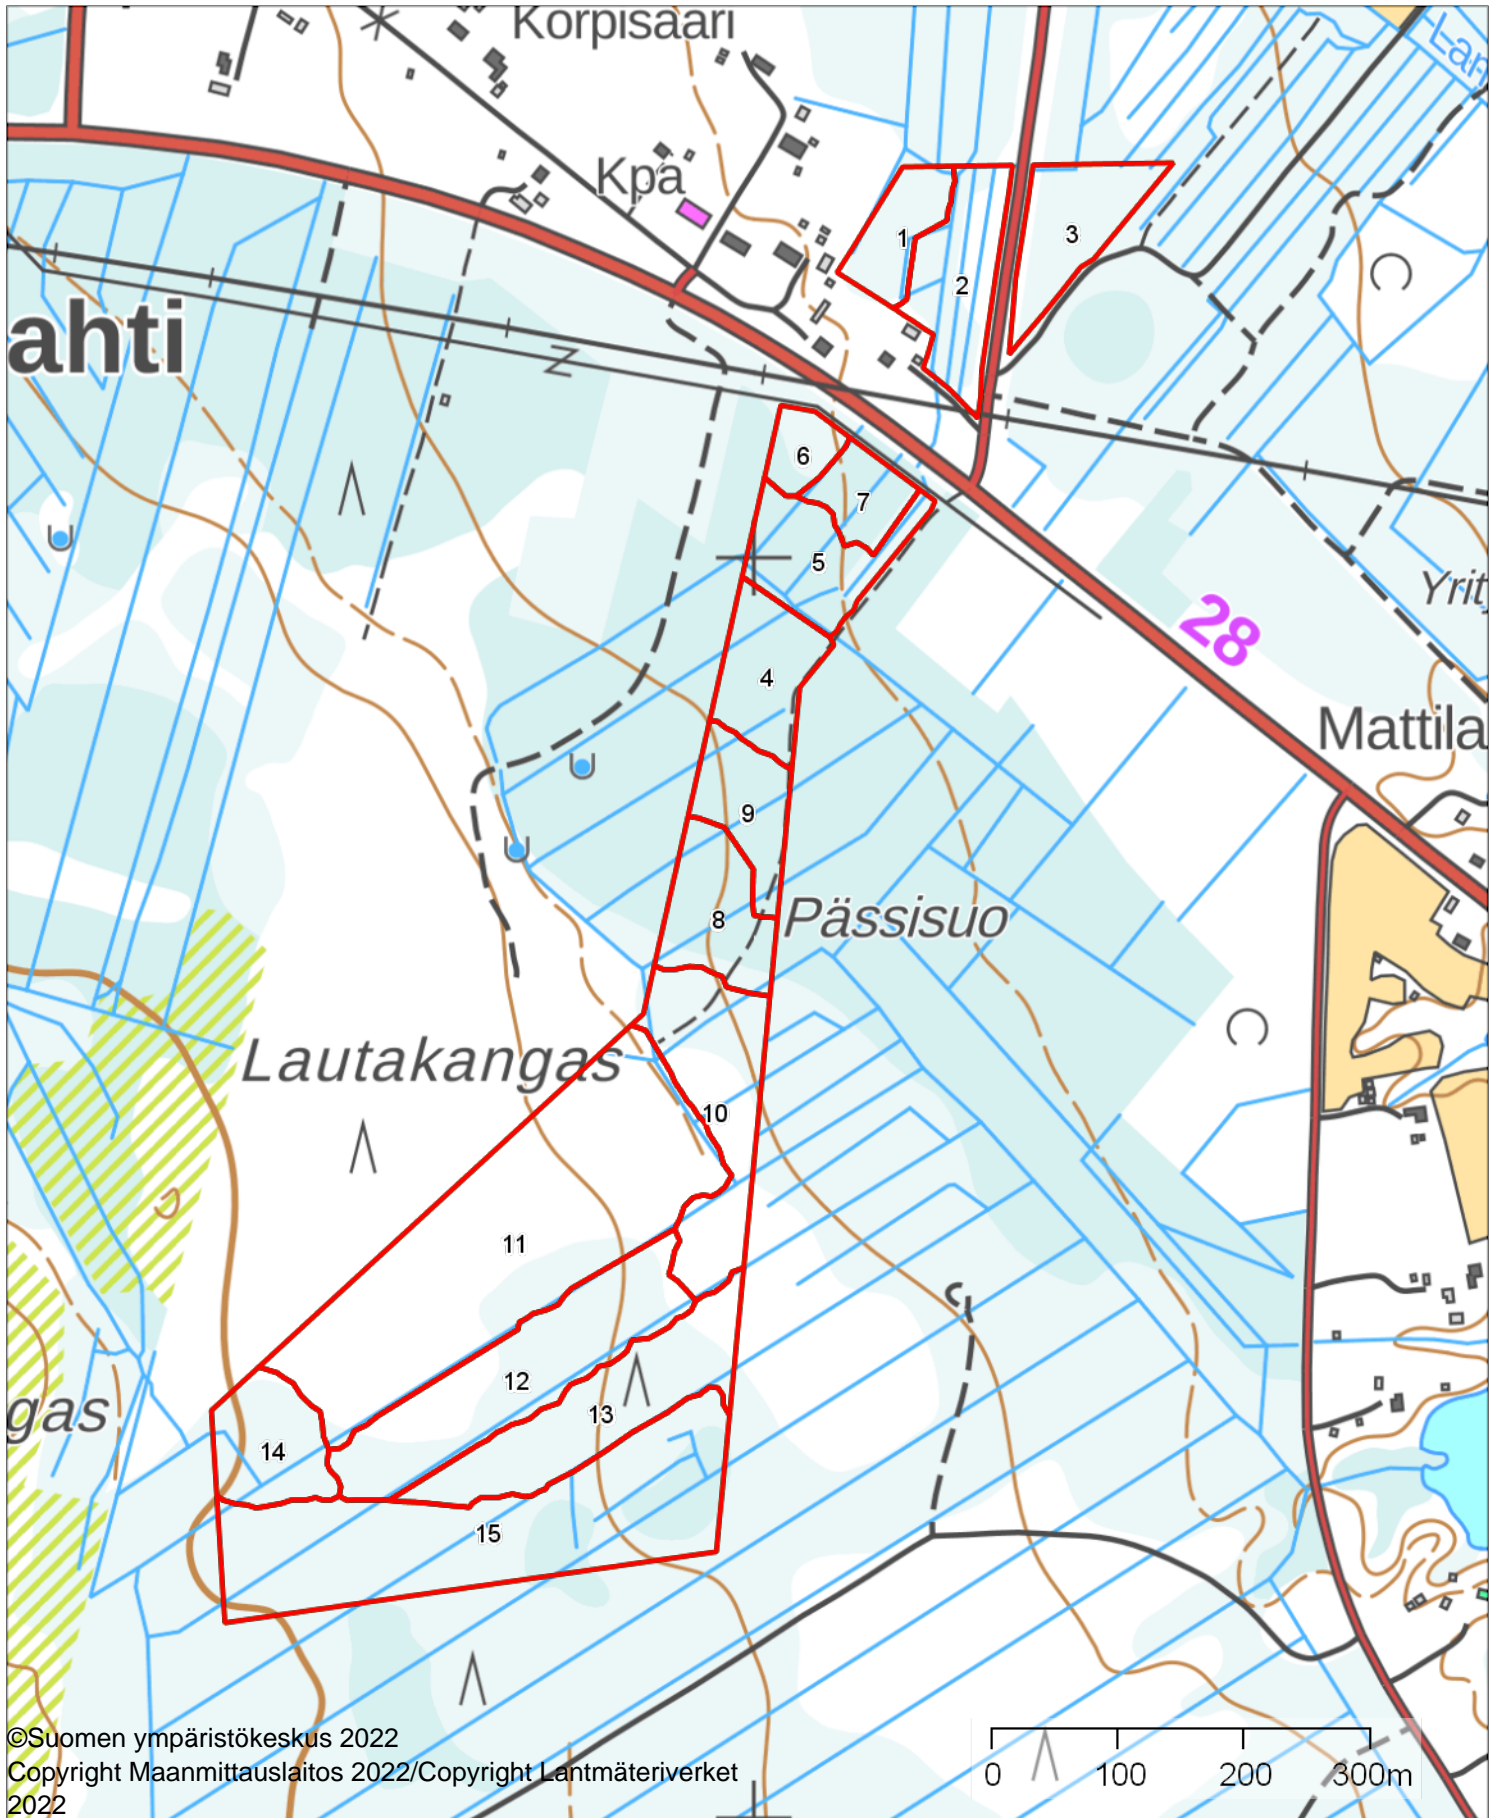 Korpisaari
Lan
Kpa
1
2
3
ahti
6
7
5
Yrit
28
4
Mattila
9
8
Pässisuo
Lautakangas
10
11
12
13
gas
14
15
©Suomen ympäristökeskus 2022
Copyright Maanmittauslaitos 2022/Copyright Lantmäteriverket
2022
0 100 200 300m